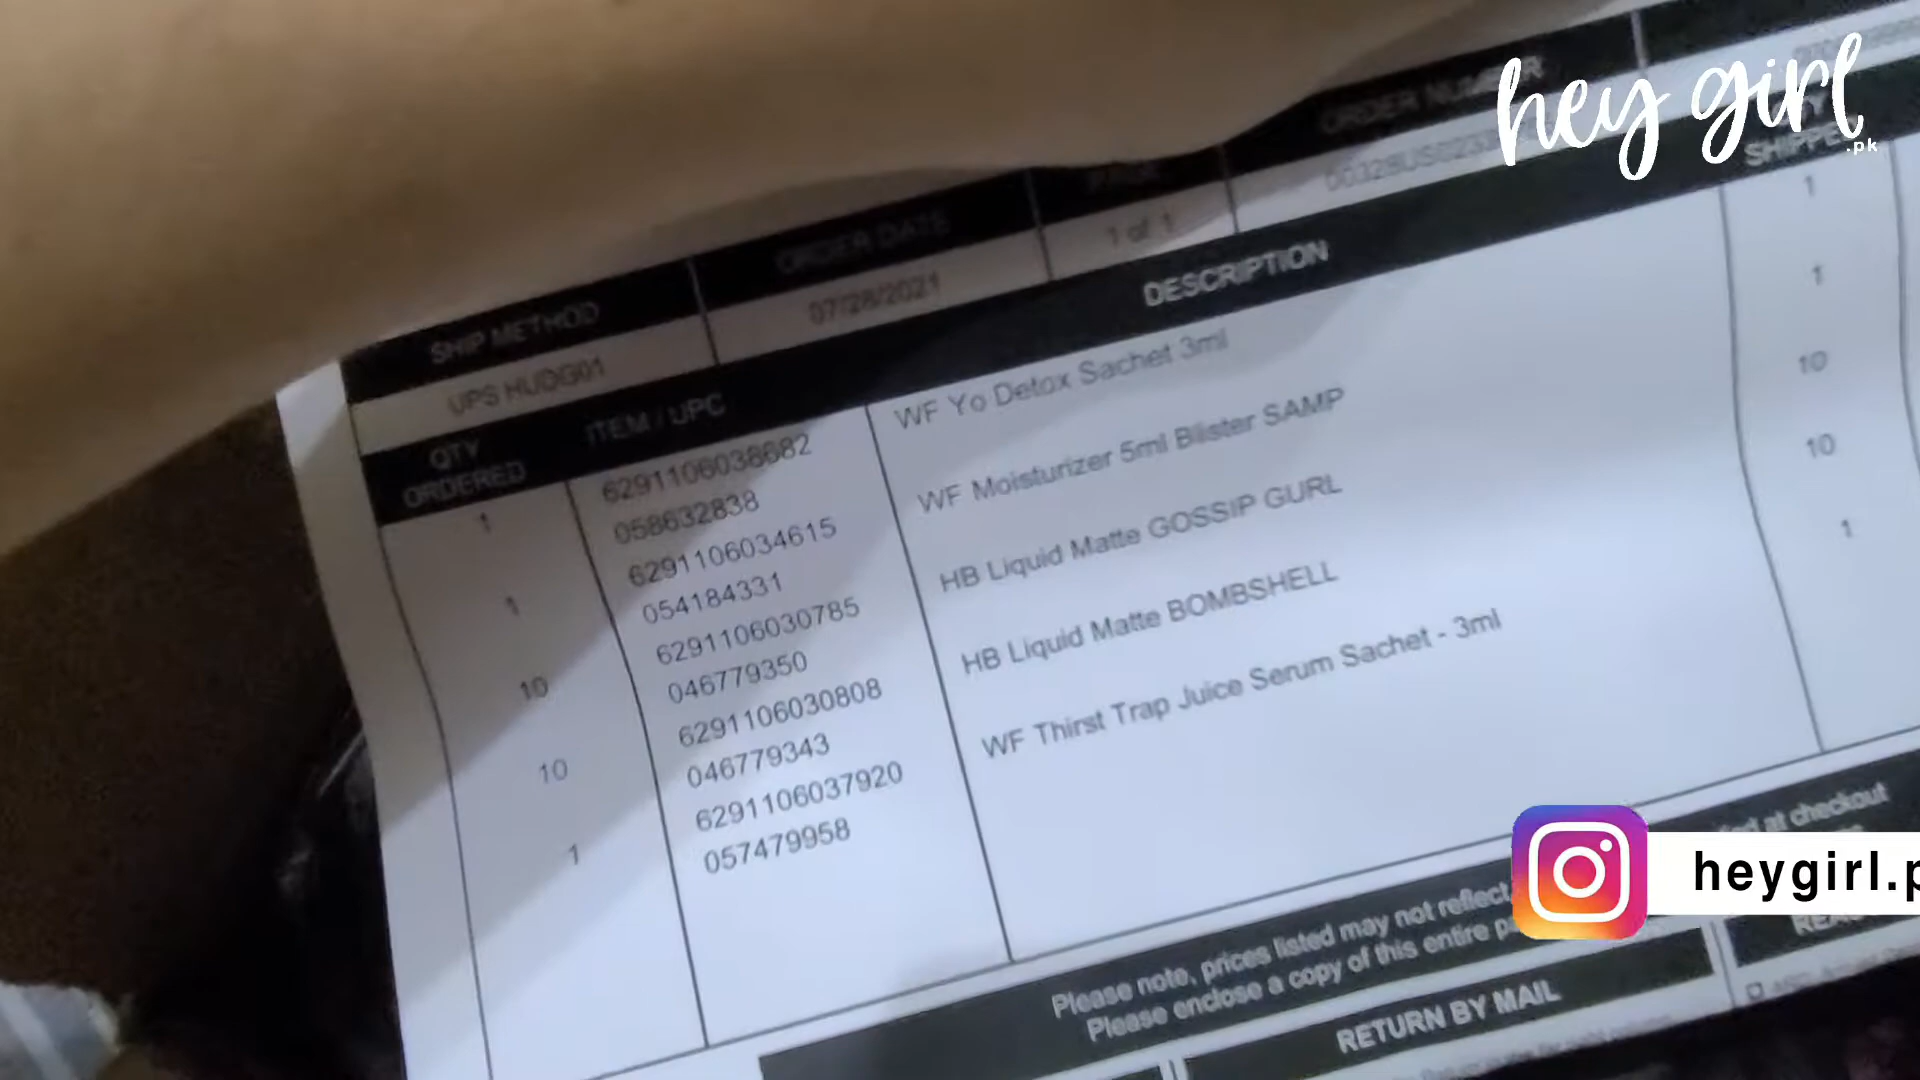 hey girl
.pk
ORDER NUMBER
SHIP METHOD
ORDER DATE
UPS HUDG01
07/28/2021
1 of 1
QTY
ORDERED
ITEM / UPC
DESCRIPTION
QTY
SHIPPED
1
6291106038682
058632838
WF Yo Detox Sachet 3ml
1
1
6291106034615
054184331
WF Moisturizer 5ml Blister SAMP
1
10
6291106030785
046779350
HB Liquid Matte GOSSIP GURL
10
10
6291106030808
046779343
HB Liquid Matte BOMBSHELL
10
1
6291106037920
057479958
WF Thirst Trap Juice Serum Sachet - 3ml
1
Please note, prices listed may not reflect
at checkout
Please enclose a copy of this entire
RETURN BY MAIL
heygirl.p